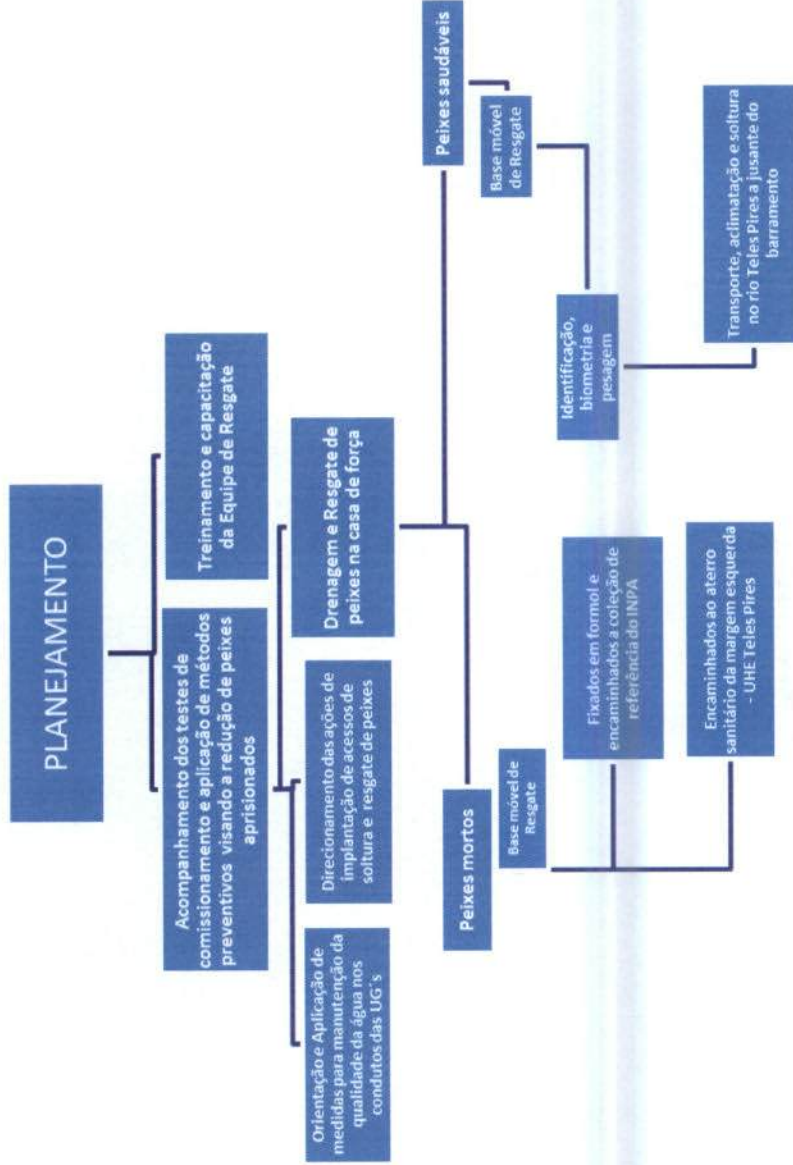 PLANEJAMENTO
Acompanhamento dos testes de
comissionamento e aplicação de métodos
preventivos visando a redução de peixes
aprisionados
Treinamento e capacitação
da Equipe de Resgate
Orientação e Aplicação de
medidas para manutenção da
qualidade da água nos
condutos das UG´s
Direcionamento das ações de
implantação de acessos de
soltura e resgate de peixes
Drenagem e Resgate de
peixes na casa de força
Peixes mortos
Base móvel de
Resgate
Fixados em formol e
encaminhados a coleção de
referência do INPA
Encaminhados ao aterro
sanitário da margem esquerda
- UHE Teles Pires
Peixes saudáveis
Base móvel
de Resgate
Identificação,
biometria e
pesagem
Transporte, aclimatação e soltura
no rio Teles Pires a jusante do
barramento